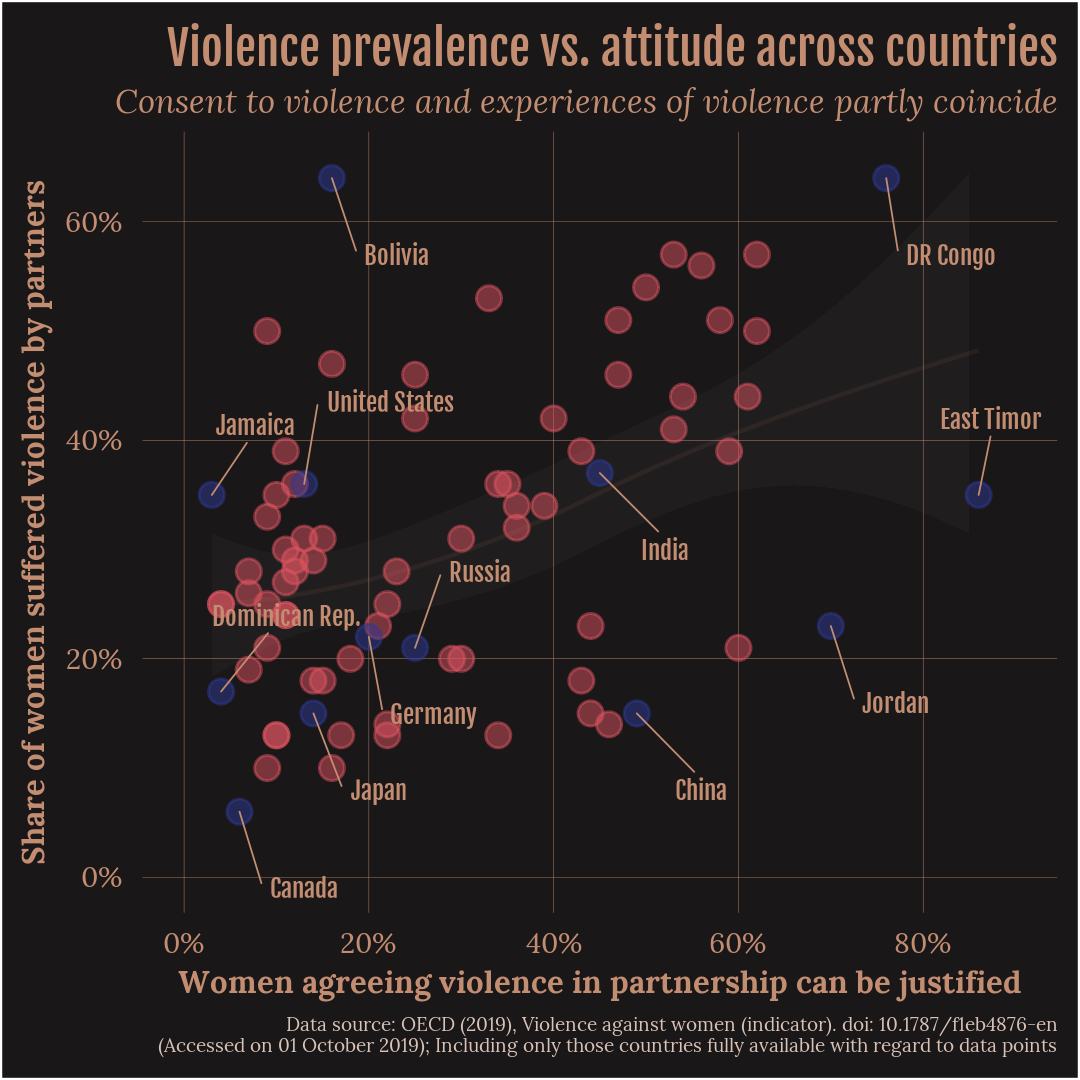 Violence prevalence vs. attitude across countries
Consent to violence and experiences of violence partly coincide
Share of women suffered violence by partners
60%
40%
20%
0%
Bolivia
DR Congo
United States
Jamaica
East Timor
India
Russia
Dominican Rep.
Jordan
Germany
Japan
China
Canada
0%
20%
40%
60%
80%
Women agreeing violence in partnership can be justified
Data source: OECD (2019), Violence against women (indicator). doi: 10.1787/f1eb4876-en
(Accessed on 01 October 2019); Including only those countries fully available with regard to data points